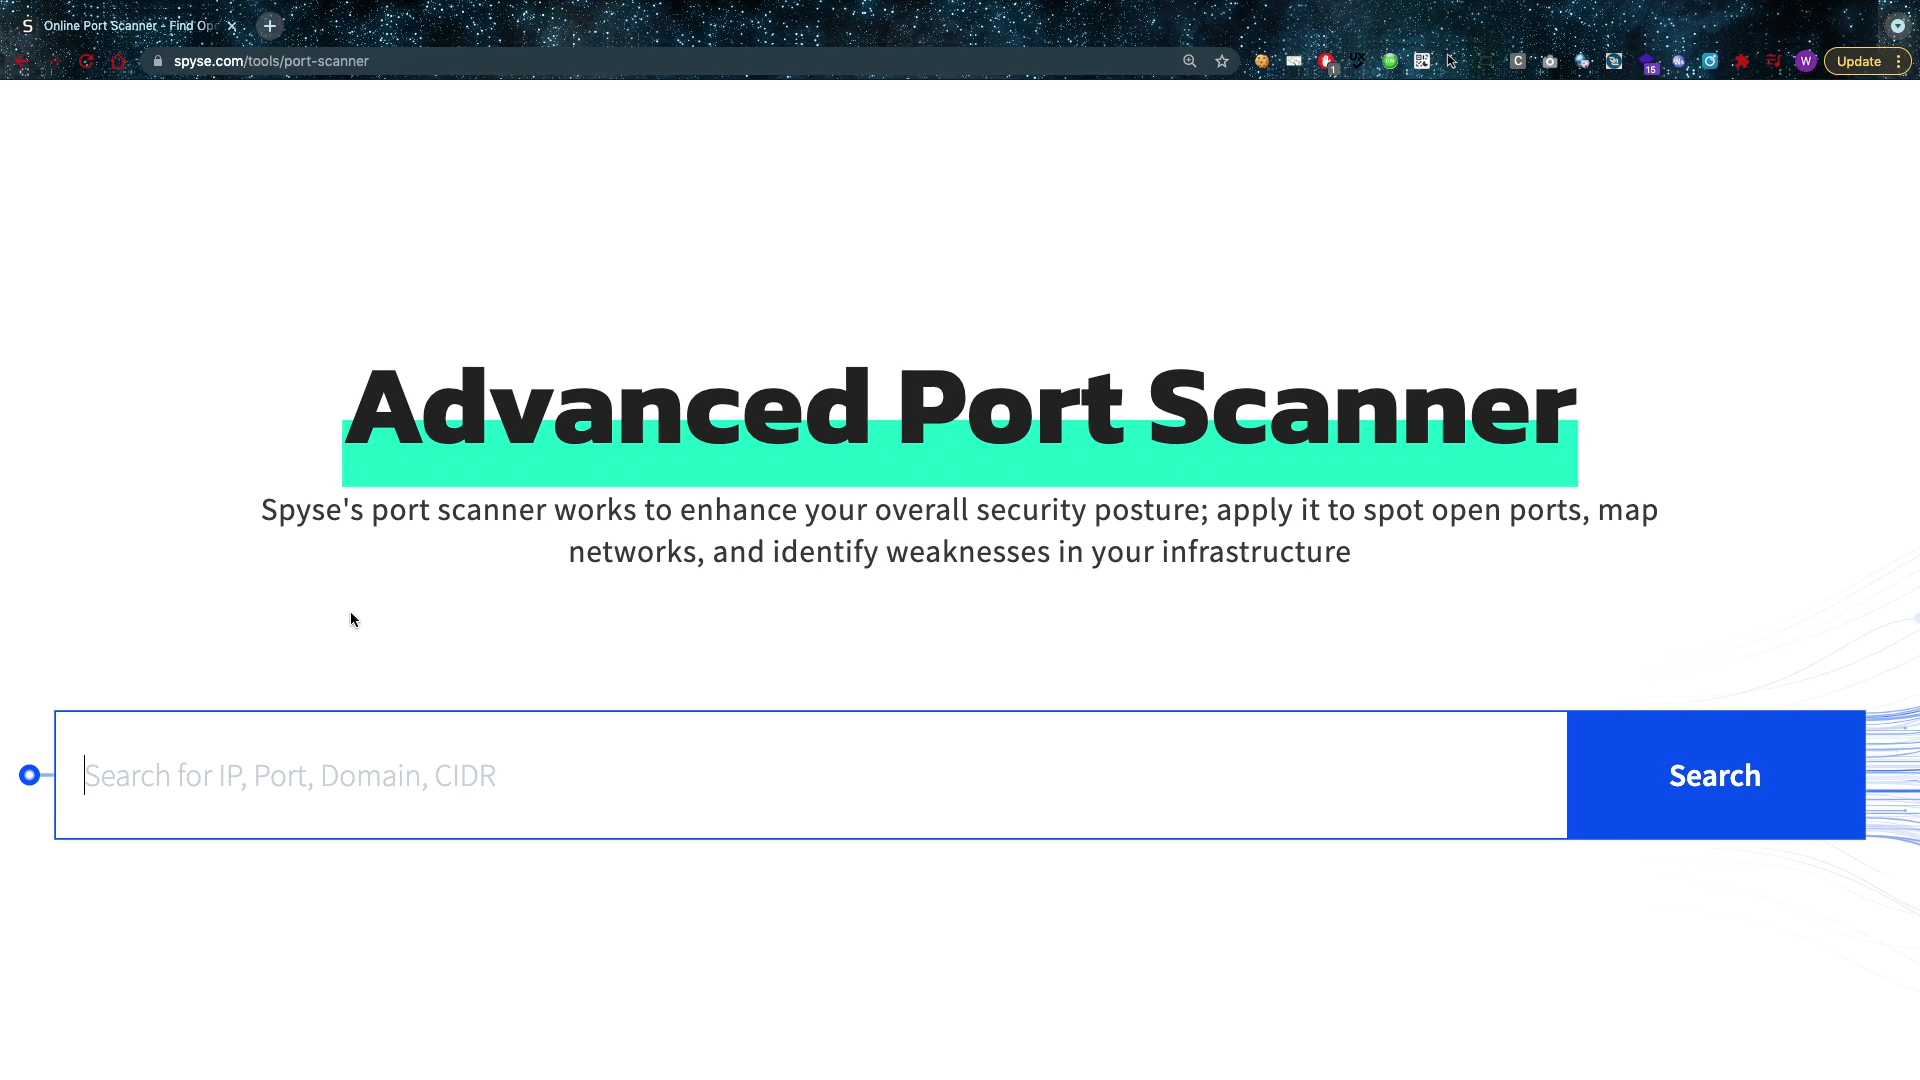 S Online Port Scanner - Find Op
spyse.com/tools/port-scanner
1
C
15
W
Update
Advanced Port Scanner
Spyse's port scanner works to enhance your overall security posture; apply it to spot open ports, map
networks, and identify weaknesses in your infrastructure
Search for IP, Port, Domain, CIDR
Search